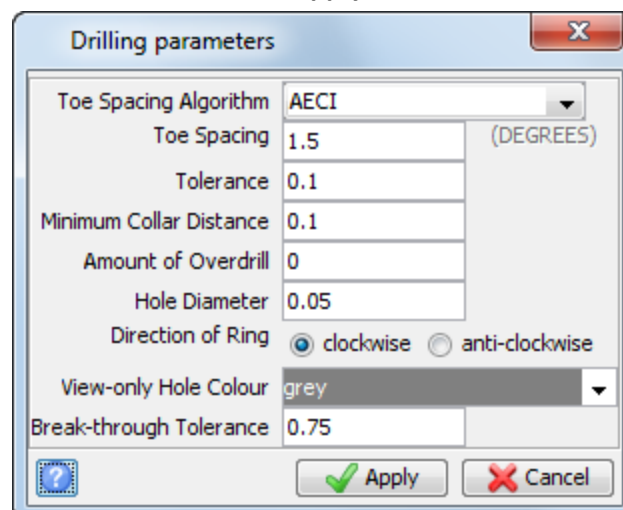 Drilling parameters
Toe Spacing Algorithm AECI
Toe Spacing 1.5 (DEGREES)
Tolerance 0.1
Minimum Collar Distance 0.1
Amount of Overdrill 0
Hole Diameter 0.05
Direction of Ring clockwise anti-clockwise
View-only Hole Colour grey
Break-through Tolerance 0.75
? Apply Cancel